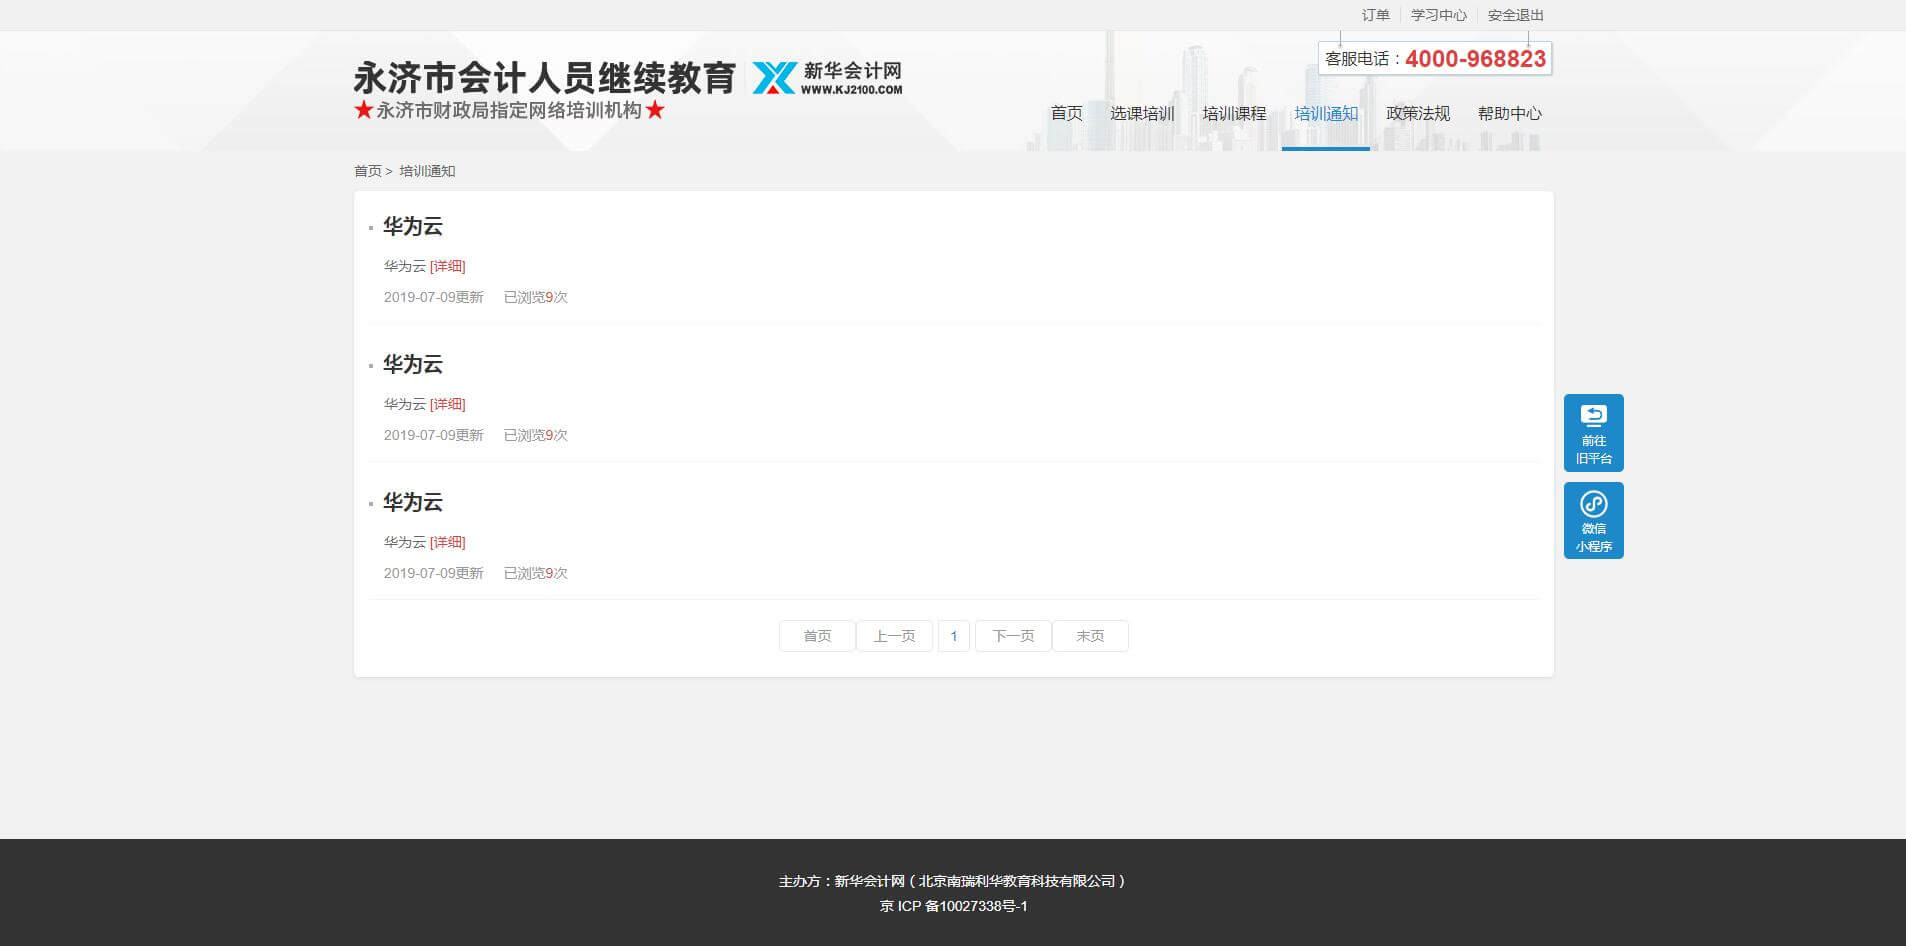 订单 学习中心 安全退出
客服电话：4000-968823
永济市会计人员继续教育 新华会计网
WWW.KJ2100.COM
★永济市财政局指定网络培训机构★
首页 选课培训 培训课程 培训通知 政策法规 帮助中心
首页 > 培训通知
华为云
华为云 [详细]
2019-07-09更新 已浏览9次
华为云
华为云 [详细]
2019-07-09更新 已浏览9次
华为云
华为云 [详细]
2019-07-09更新 已浏览9次
首页 上一页 1 下一页 末页
前往
旧平台
微信
小程序
主办方：新华会计网（北京南瑞利华教育科技有限公司）
京 ICP 备10027338号-1